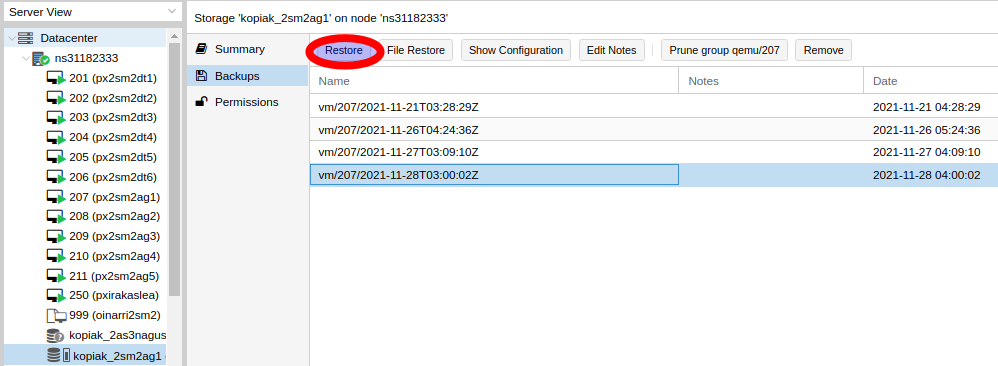 Server View
Storage 'kopiak_2sm2ag1' on node 'ns31182333'
Datacenter
ns31182333
201 (px2sm2dt1)
202 (px2sm2dt2)
203 (px2sm2dt3)
204 (px2sm2dt4)
205 (px2sm2dt5)
206 (px2sm2dt6)
207 (px2sm2ag1)
208 (px2sm2ag2)
209 (px2sm2ag3)
210 (px2sm2ag4)
211 (px2sm2ag5)
250 (pxirakaslea)
999 (oinarri2sm2)
kopiak_2as3nagus
kopiak_2sm2ag1 (
Summary
Backups
Permissions
Restore File Restore Show Configuration Edit Notes Prune group qemu/207 Remove
Name Notes Date
vm/207/2021-11-21T03:28:29Z 2021-11-21 04:28:29
vm/207/2021-11-26T04:24:36Z 2021-11-26 05:24:36
vm/207/2021-11-27T03:09:10Z 2021-11-27 04:09:10
vm/207/2021-11-28T03:00:02Z 2021-11-28 04:00:02